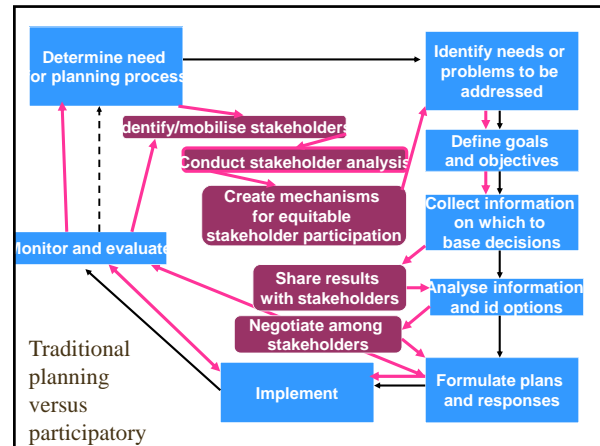 Determine need
or planning process
Identify needs or
problems to be
addressed
dentify/mobilise stakeholders
Conduct stakeholder analysis
Define goals
and objectives
Create mechanisms
for equitable
stakeholder participation
Collect information
on which to
base decisions
Monitor and evaluate
Share results
with stakeholders
Analyse information
and id options
Negotiate among
stakeholders
Traditional
planning
versus
participatory
Implement
Formulate plans
and responses